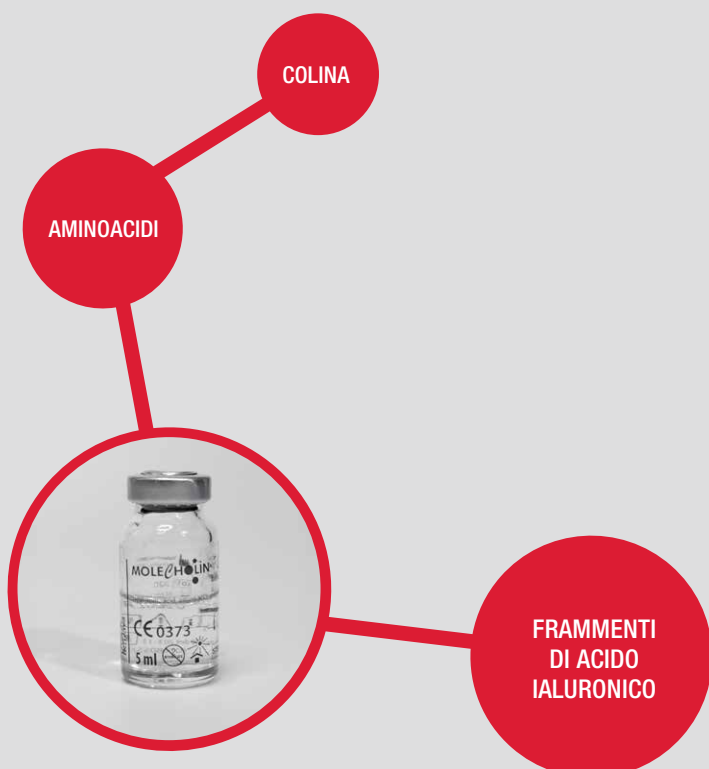 COLINA
AMINOACIDI
MOLECHOLIN
CE 0373
5 ml
FRAMMENTI
DI ACIDO
IALURONICO